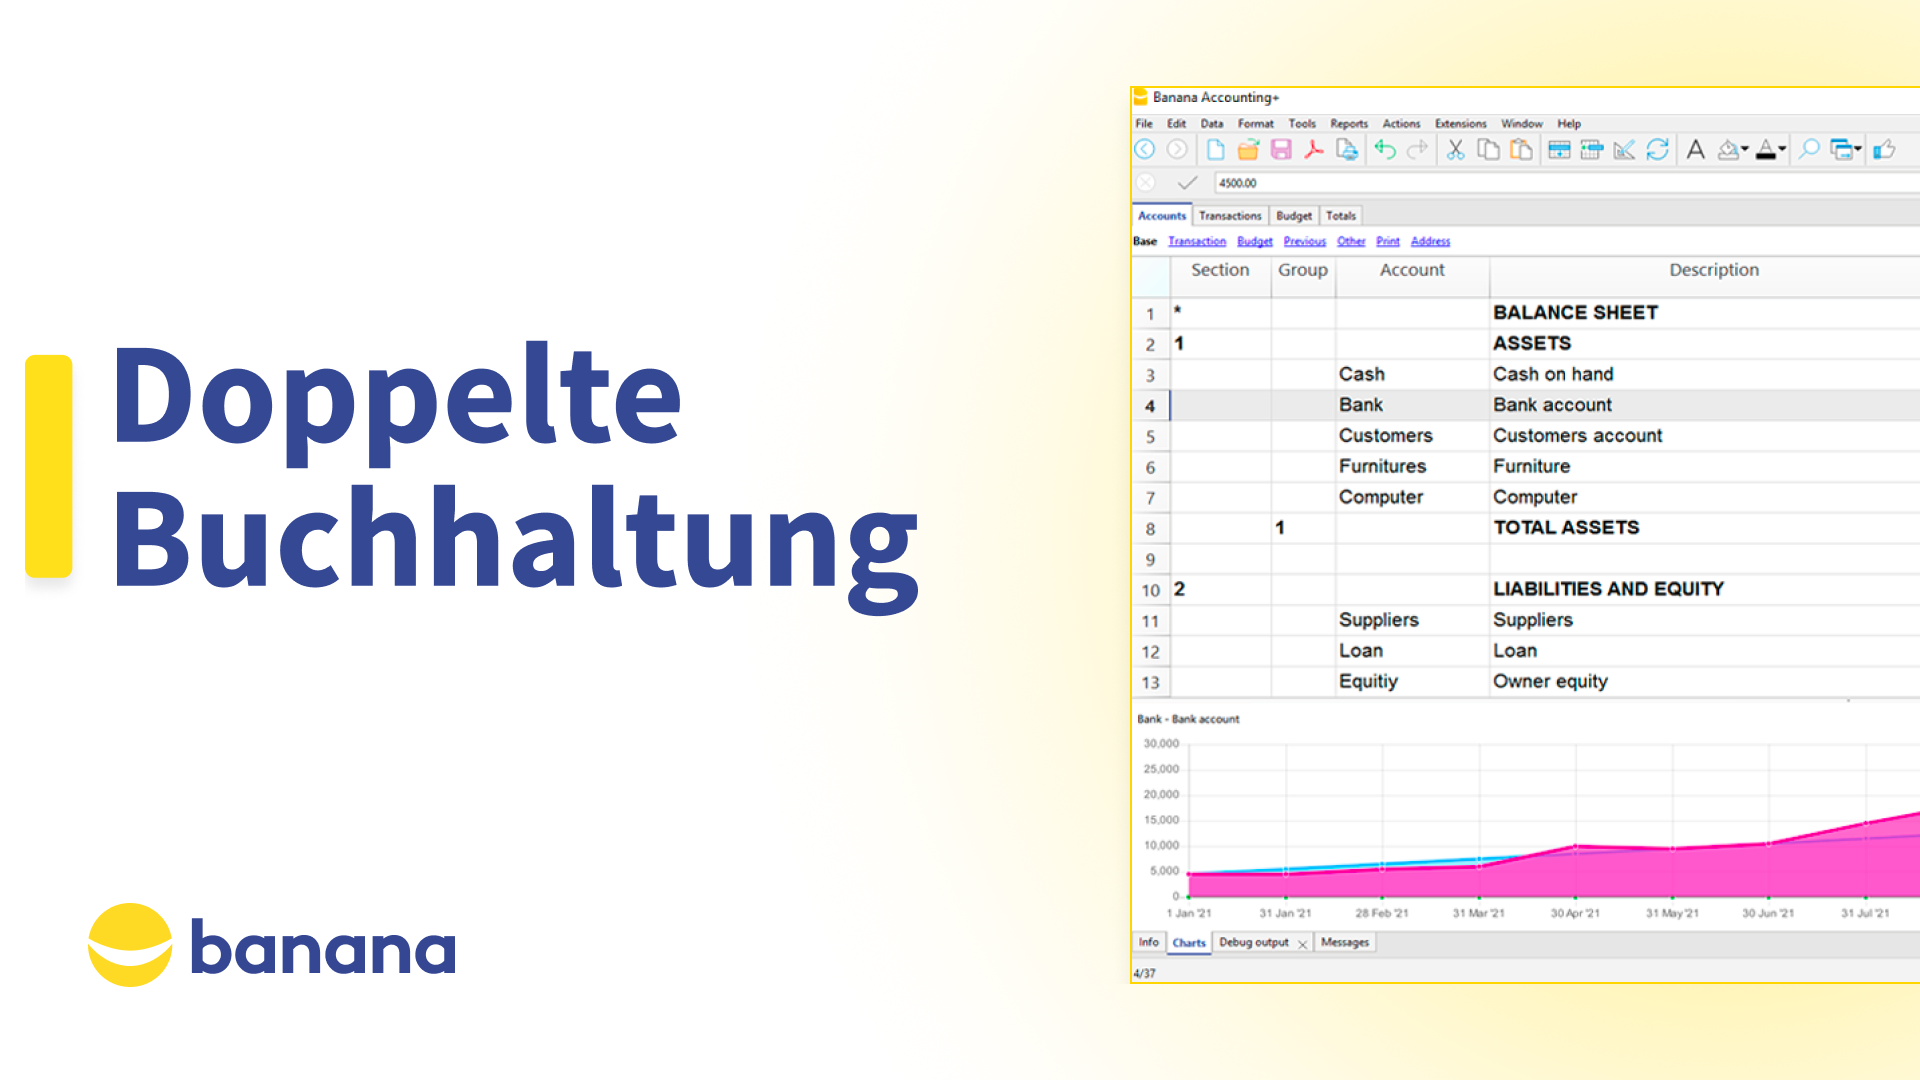 Doppelte
Buchhaltung
banana
Banana Accounting+
File Edit Data Format Tools Reports Actions Extensions Window Help
4500.00
Accounts Transactions Budget Totals
Base Transaction Budget Previous Other Print Address
Section Group Account Description
1 * BALANCE SHEET
2 1 ASSETS
3 Cash Cash on hand
4 Bank Bank account
5 Customers Customers account
6 Furnitures Furniture
7 Computer Computer
8 1 TOTAL ASSETS
9
10 2 LIABILITIES AND EQUITY
11 Suppliers Suppliers
12 Loan Loan
13 Equitiy Owner equity
Bank - Bank account
30,000
25,000
20,000
15,000
10,000
5,000
0
1 Jan '21 31 Jan '21 28 Feb '21 31 Mar '21 30 Apr '21 31 May '21 30 Jun '21 31 Jul '21
Info Charts Debug output Messages
4/37